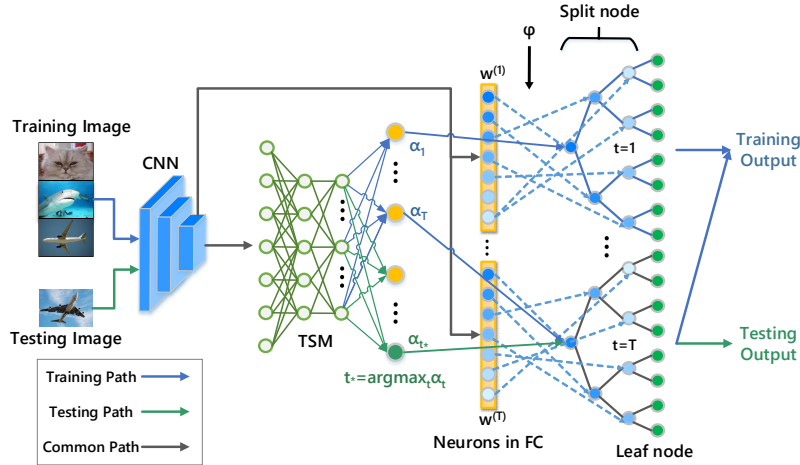 Split node
φ
w(1)
Training Image
CNN
α1
t=1
Training
Output
αT
TSM
αt*
t*=argmaxtαt
t=T
Testing
Output
Testing Image
w(T)
Training Path
Testing Path
Common Path
Neurons in FC
Leaf node